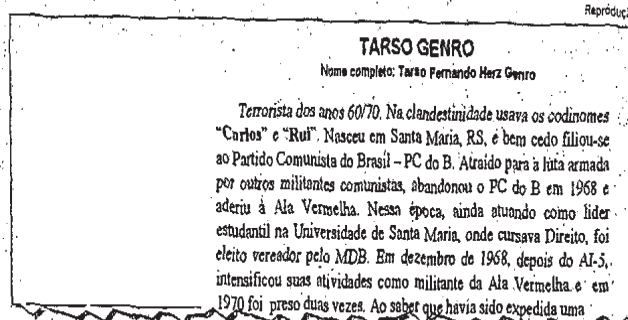 Reproduç
TARSO GENRO
Nome completo: Tarso Fernando Herz Genro
Terrorista dos anos 60/70. Na clandestinidade usava os codinomes
"Carlos" e "Rui". Nasceu em Santa Maria, RS, e bem cedo filiou-se
ao Partido Comunista do Brasil – PC do B. Atraído para a luta armada
por outros militantes comunistas, abandonou o PC do B em 1968 e
aderiu à Ala Vermelha. Nessa época, ainda atuando como líder
estudantil na Universidade de Santa Maria, onde cursava Direito, foi
eleito vereador pelo MDB. Em dezembro de 1968, depois do AI-5,
intensificou suas atividades como militante da Ala Vermelha e em
1970 foi preso duas vezes. Ao saber que havia sido expedida uma